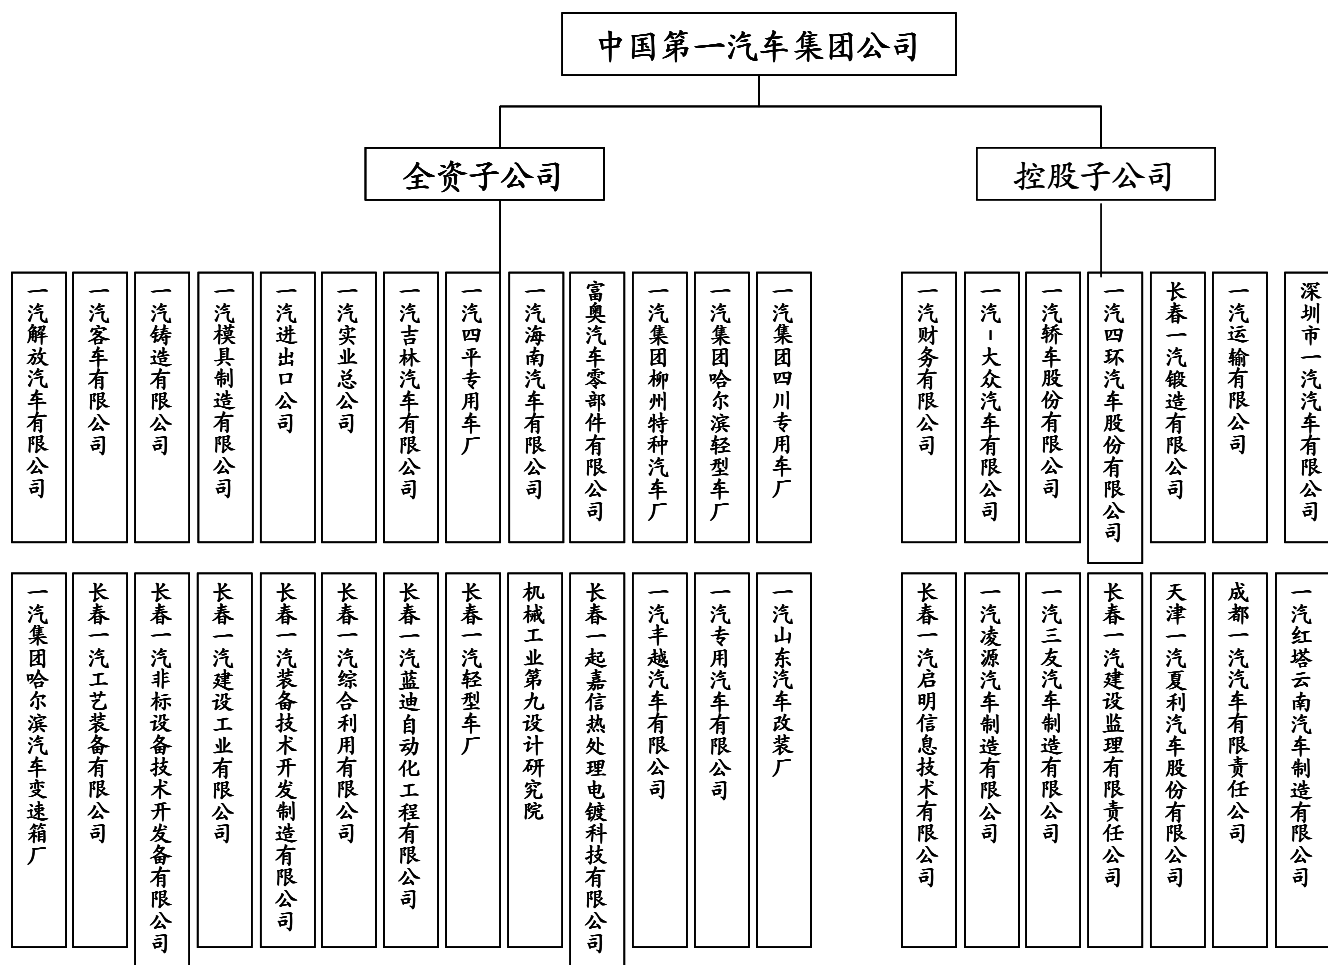 中国第一汽车集团公司
全资子公司
控股子公司
一汽解放汽车有限公司
一汽客车有限公司
一汽铸造有限公司
一汽模具制造有限公司
一汽进出口公司
一汽实业总公司
一汽吉林汽车有限公司
一汽四平专用车厂
一汽海南汽车有限公司
富奥汽车零部件有限公司
一汽集团柳州特种汽车厂
一汽集团哈尔滨轻型车厂
一汽集团四川专用车厂
一汽财务有限公司
一汽-大众汽车有限公司
一汽轿车股份有限公司
一汽四环汽车股份有限公司
长春一汽锻造有限公司
一汽运输有限公司
深圳市一汽汽车有限公司
一汽集团哈尔滨汽车变速箱厂
长春一汽工艺装备有限公司
长春一汽非标设备技术开发备有限公司
长春一汽建设工业有限公司
长春一汽装备技术开发制造有限公司
长春一汽综合利用有限公司
长春一汽蓝迪自动化工程有限公司
长春一汽轻型车厂
机械工业第九设计研究院
长春一起嘉信热处理电镀科技有限公司
一汽丰越汽车有限公司
一汽专用汽车有限公司
一汽山东汽车改装厂
长春一汽启明信息技术有限公司
一汽凌源汽车制造有限公司
一汽三友汽车制造有限公司
长春一汽建设监理有限责任公司
天津一汽夏利汽车股份有限公司
成都一汽汽车有限责任公司
一汽红塔云南汽车制造有限公司